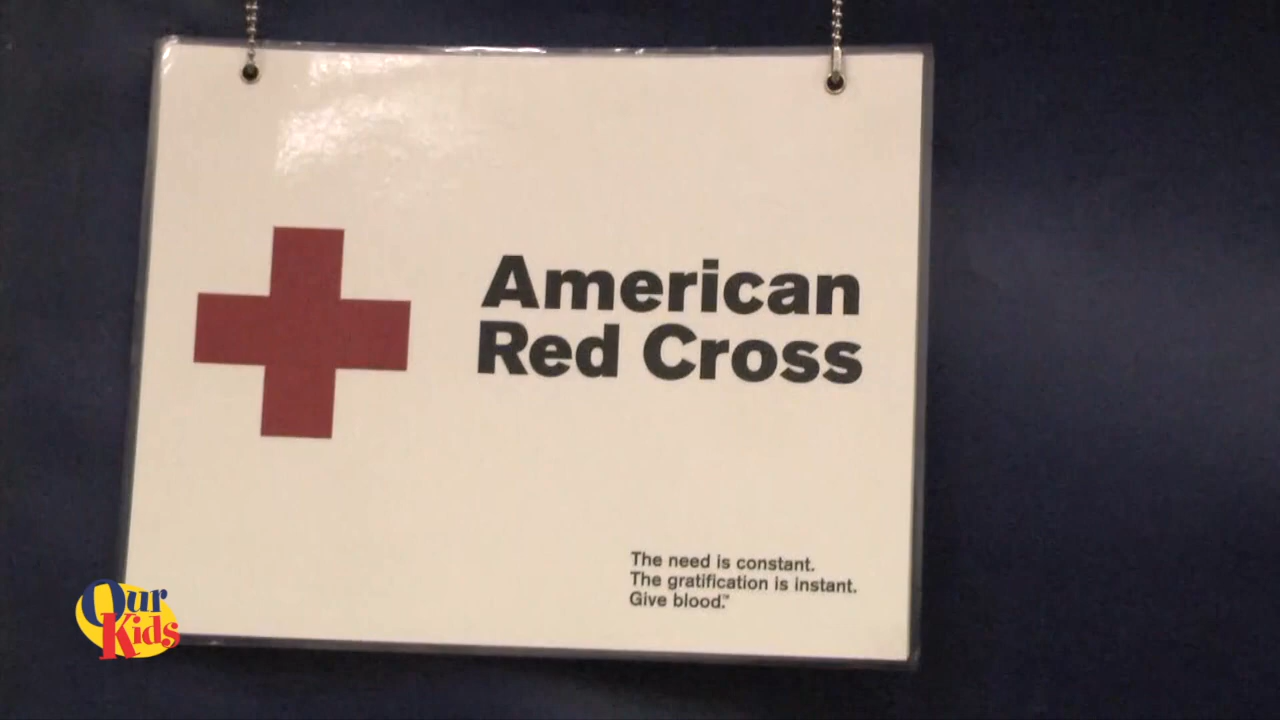 American
Red Cross
The need is constant.
The gratification is instant.
Give blood.™
Our
Kids